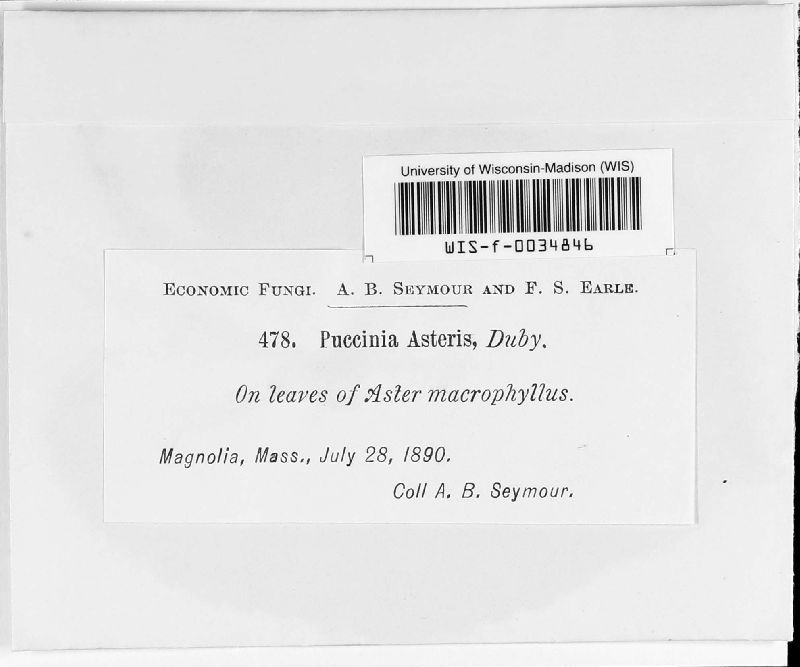 University of Wisconsin-Madison (WIS)
WIS-f-0034846
Economic Fungi. A. B. Seymour and F. S. Earle.
478. Puccinia Asteris, Duby.
On leaves of Aster macrophyllus.
Magnolia, Mass., July 28, 1890.
Coll A. B. Seymour.